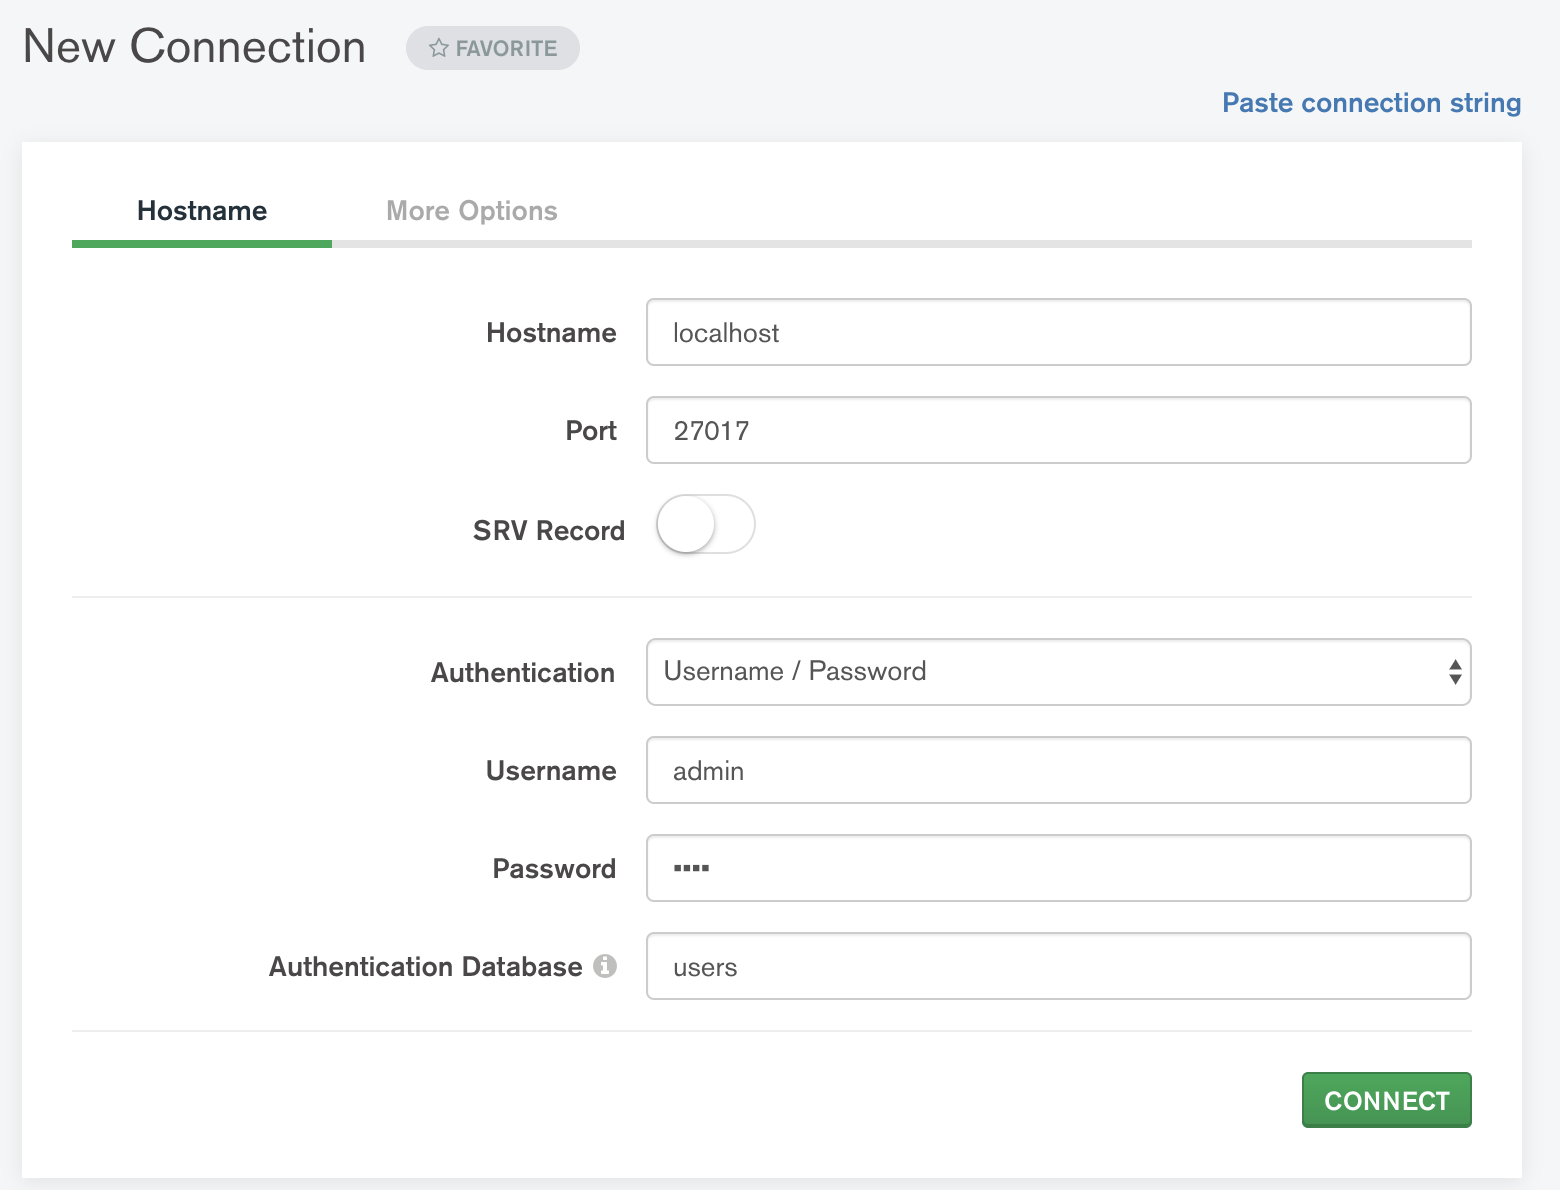 New Connection
FAVORITE
Paste connection string
Hostname
More Options
Hostname
localhost
Port
27017
SRV Record
Authentication
Username / Password
Username
admin
Password
▪▪▪▪
Authentication Database
users
CONNECT